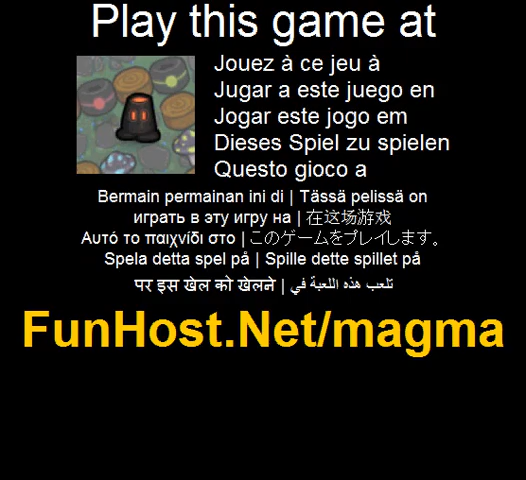 Play this game at
Jouez à ce jeu à
Jugar a este juego en
Jogar este jogo em
Dieses Spiel zu spielen
Questo gioco a
Bermain permainan ini di | Tässä pelissä on
играть в эту игру на | 在这场游戏
Αυτό το παιχνίδι στο | このゲームをプレイします。
Spela detta spel på | Spille dette spillet på
पर इस खेल को खेलने | تلعب هذه اللعبة في
FunHost.Net/magma